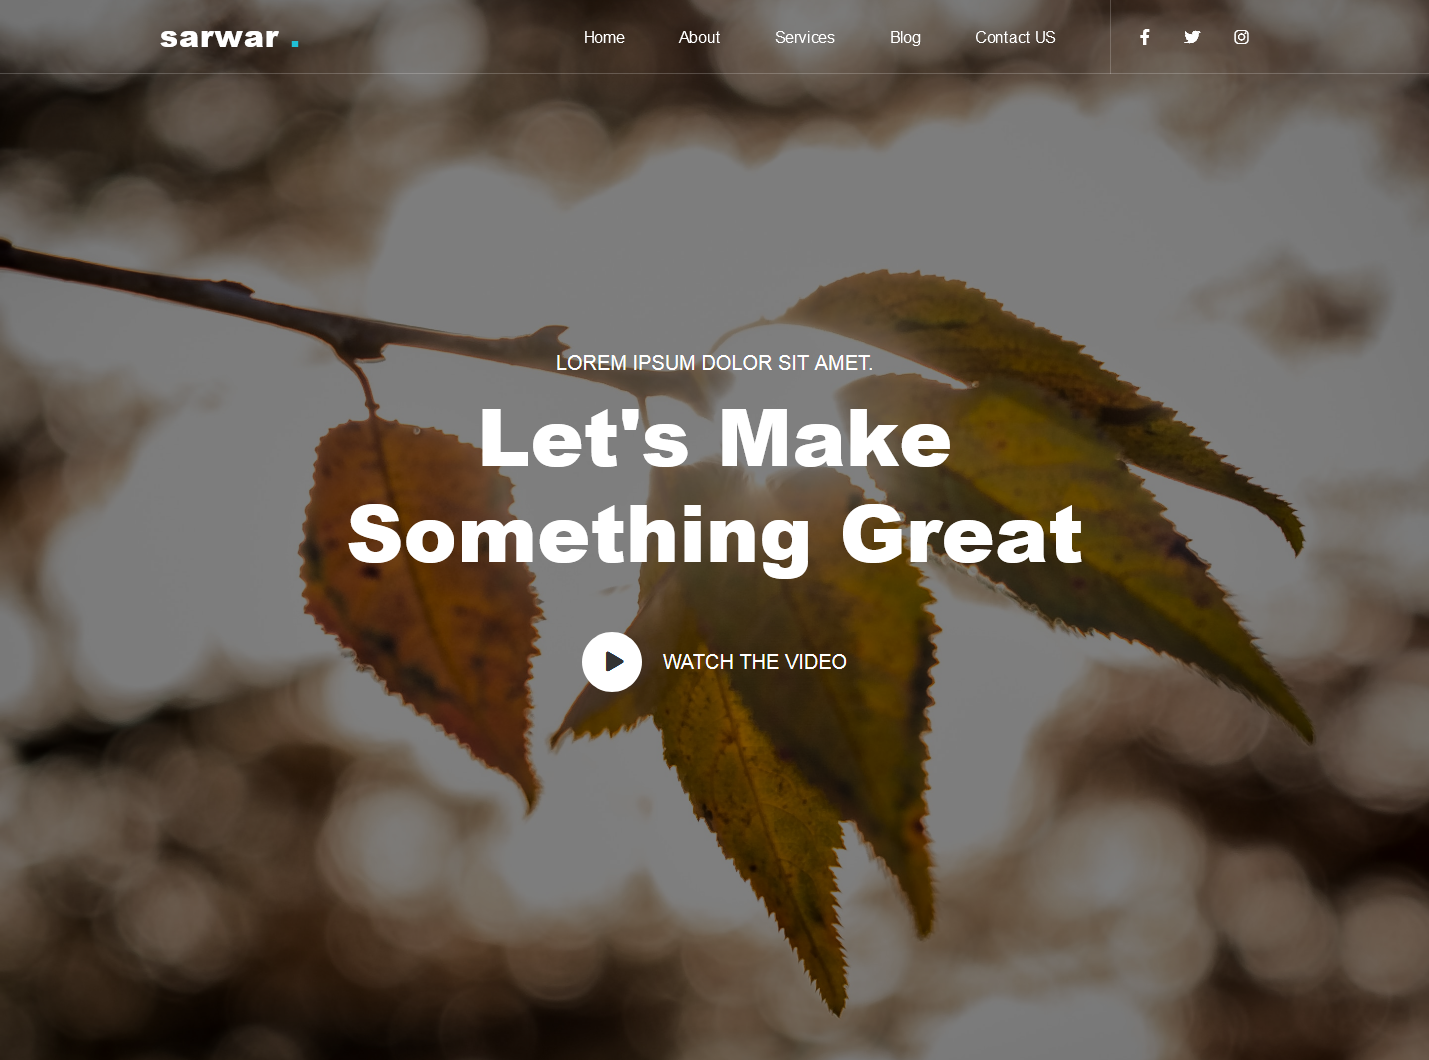 sarwar .
Home About Services Blog Contact US
LOREM IPSUM DOLOR SIT AMET.
Let's Make
Something Great
WATCH THE VIDEO